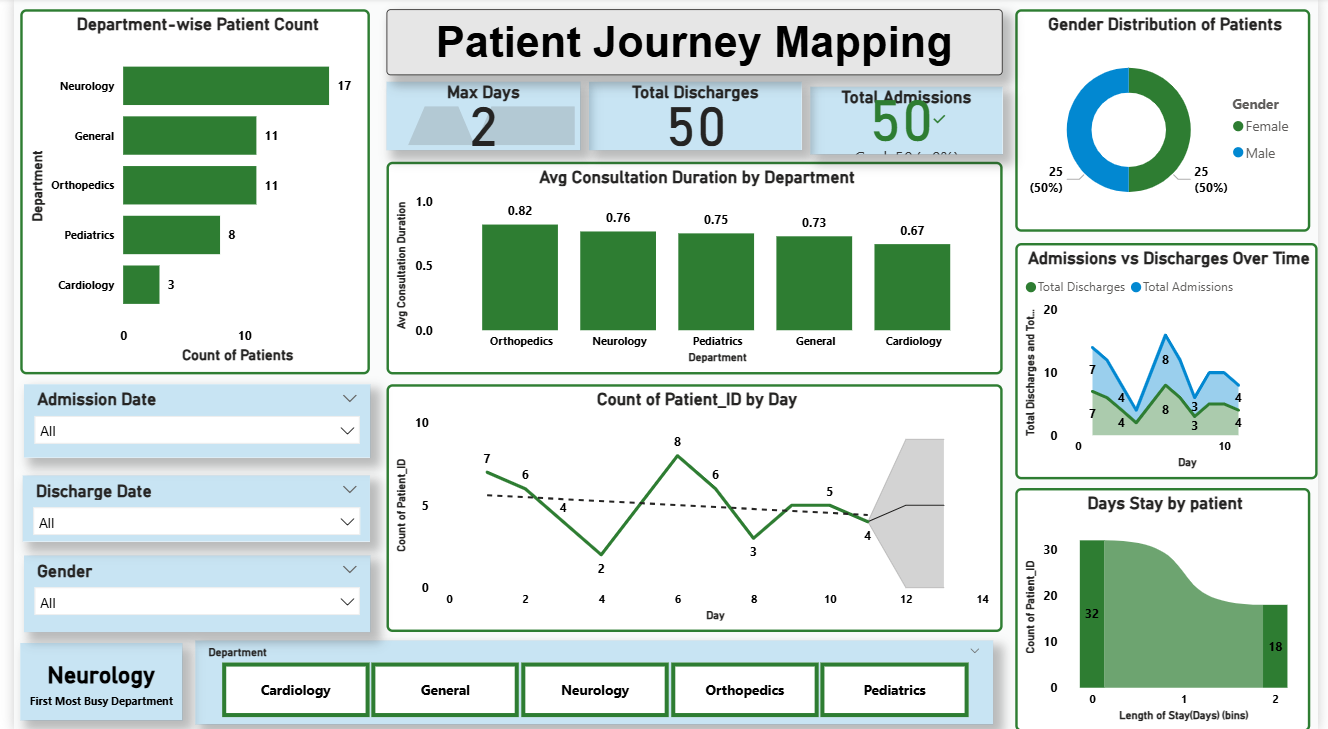 Patient Journey Mapping
Department-wise Patient Count
Department
Neurology
17
General
11
Orthopedics
11
Pediatrics
8
Cardiology
3
0
10
Count of Patients
Max Days
2
Total Discharges
50
Total Admissions
50
Avg Consultation Duration by Department
Avg Consultation Duration
1.0
0.5
0.0
0.82
0.76
0.75
0.73
0.67
Orthopedics
Neurology
Pediatrics
General
Cardiology
Department
Gender Distribution of Patients
25
(50%)
25
(50%)
Gender
Female
Male
Admissions vs Discharges Over Time
Total Discharges
Total Admissions
Total Discharges and Tot...
20
10
0
7
4
8
3
4
7
4
8
3
4
0
10
Day
Admission Date
All
Discharge Date
All
Gender
All
Count of Patient_ID by Day
Count of Patient_ID
10
5
0
7
6
4
2
8
6
3
5
4
0
2
4
6
8
10
12
14
Day
Days Stay by patient
Count of Patient_ID
30
20
10
0
32
18
0
1
2
Length of Stay(Days) (bins)
Neurology
First Most Busy Department
Department
Cardiology
General
Neurology
Orthopedics
Pediatrics